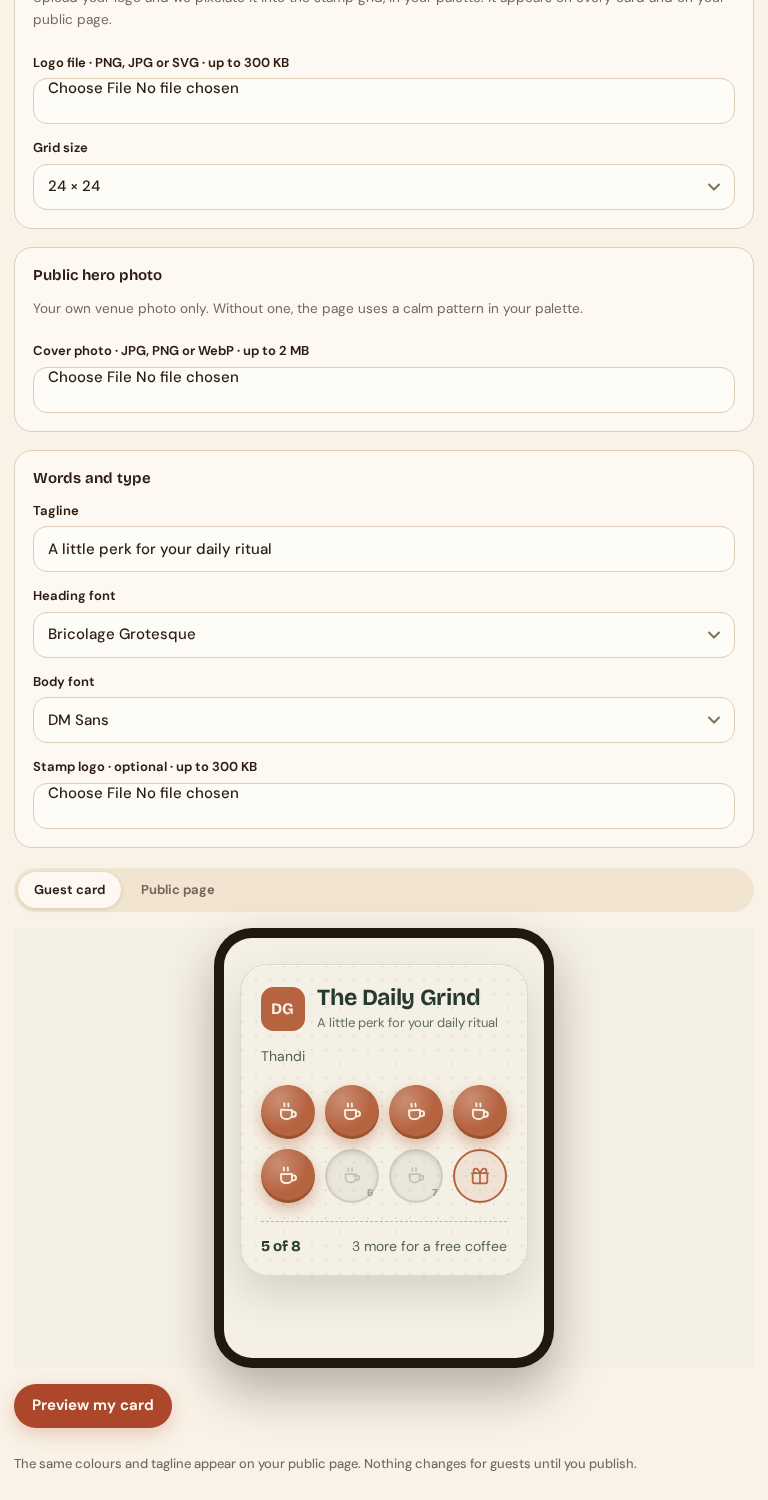 Upload your logo and we pixelate it into the stamp grid, in your palette. It appears on every card and on your
public page.
Logo file · PNG, JPG or SVG · up to 300 KB
Choose File No file chosen
Grid size
24 × 24
Public hero photo
Your own venue photo only. Without one, the page uses a calm pattern in your palette.
Cover photo · JPG, PNG or WebP · up to 2 MB
Choose File No file chosen
Words and type
Tagline
A little perk for your daily ritual
Heading font
Bricolage Grotesque
Body font
DM Sans
Stamp logo · optional · up to 300 KB
Choose File No file chosen
Guest card
Public page
DG
The Daily Grind
A little perk for your daily ritual
Thandi
6
7
5 of 8
3 more for a free coffee
Preview my card
The same colours and tagline appear on your public page. Nothing changes for guests until you publish.